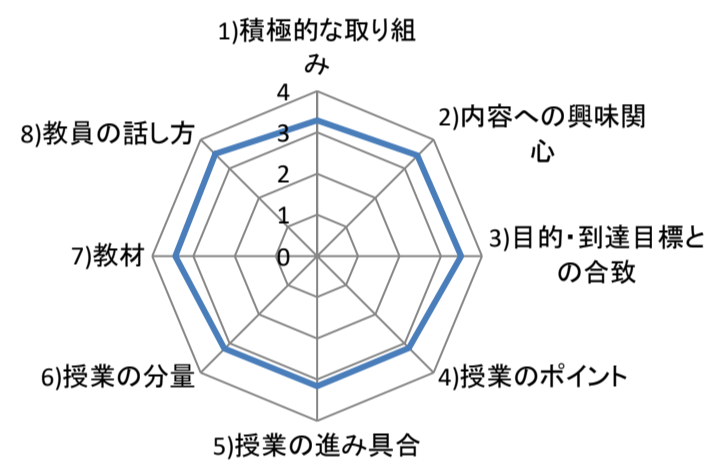 1)積極的な取り組
み
2)内容への興味関
心
3)目的・到達目標と
の合致
4)授業のポイント
5)授業の進み具合
6)授業の分量
7)教材
8)教員の話し方
4
3
2
1
0